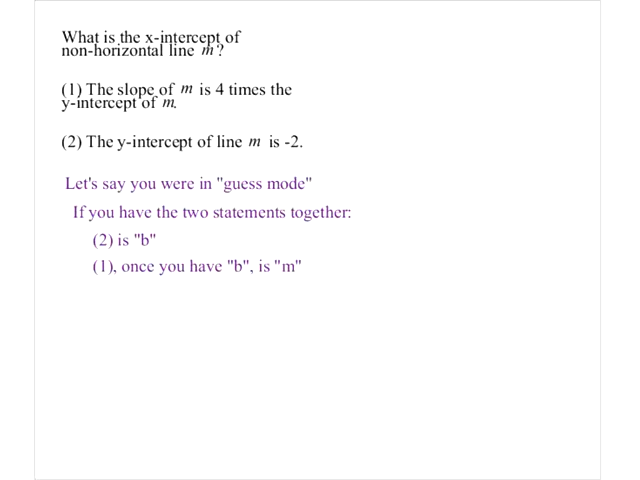 What is the x-intercept of
non-horizontal line m?
(1) The slope of m is 4 times the
y-intercept of m.
(2) The y-intercept of line m is -2.
Let's say you were in "guess mode"
If you have the two statements together:
(2) is "b"
(1), once you have "b", is "m"